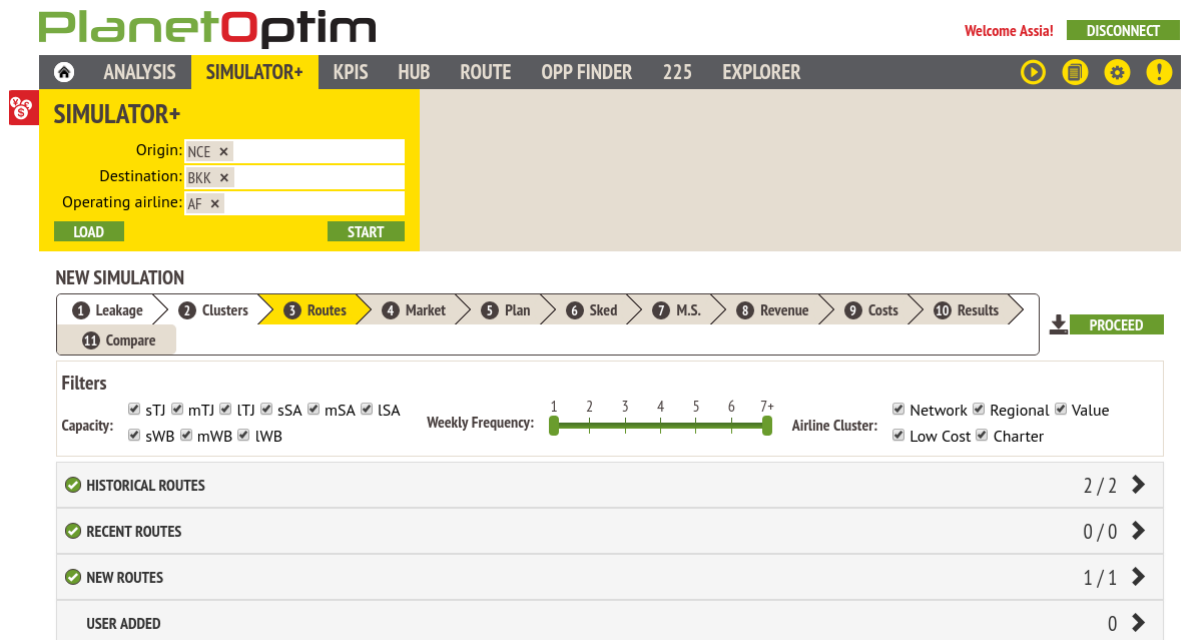 PlanetOptim
Welcome Assia! DISCONNECT
ANALYSIS SIMULATOR+ KPIS HUB ROUTE OPP FINDER 225 EXPLORER
SIMULATOR+
Origin: NCE ×
Destination: BKK ×
Operating airline: AF ×
LOAD START
NEW SIMULATION
1 Leakage 2 Clusters 3 Routes 4 Market 5 Plan 6 Sked 7 M.S. 8 Revenue 9 Costs 10 Results
11 Compare
PROCEED
Filters
Capacity: sTJ mTJ lTJ sSA mSA lSA
sWB mWB lWB
Weekly Frequency: 1 2 3 4 5 6 7+
Airline Cluster: Network Regional Value
Low Cost Charter
HISTORICAL ROUTES 2 / 2
RECENT ROUTES 0 / 0
NEW ROUTES 1 / 1
USER ADDED 0